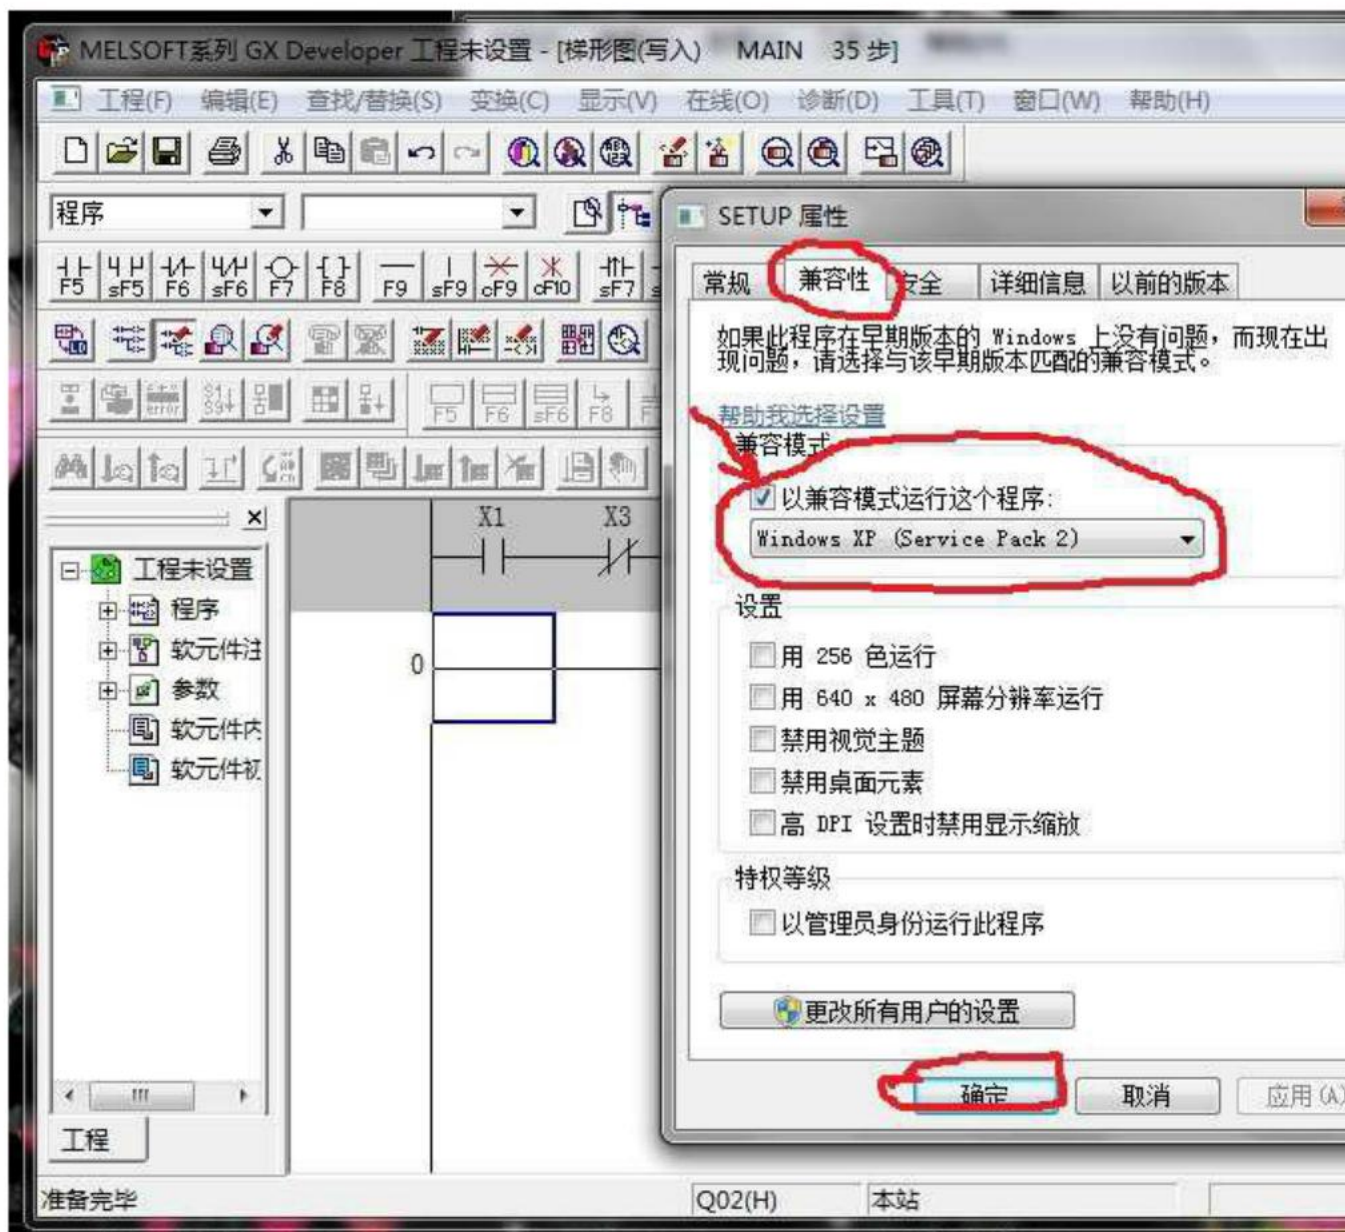 MELSOFT系列 GX Developer 工程未设置 - [梯形图(写入) MAIN 35 步]
工程(F) 编辑(E) 查找/替换(S) 变换(C) 显示(V) 在线(O) 诊断(D) 工具(T) 窗口(W) 帮助(H)
程序
SETUP 属性
F5 sF5 F6 sF6 F7 F8 F9 sF9 cF9 cF10 sF7
常规 兼容性 安全 详细信息 以前的版本
如果此程序在早期版本的 Windows 上没有问题，而现在出
现问题，请选择与该早期版本匹配的兼容模式。
帮助我选择设置
F5 F6 sF6 F8
兼容模式
以兼容模式运行这个程序:
Windows XP (Service Pack 2)
X1 X3
工程未设置
程序
软元件注
参数
软元件内
软元件初
0
设置
用 256 色运行
用 640 x 480 屏幕分辨率运行
禁用视觉主题
禁用桌面元素
高 DPI 设置时禁用显示缩放
特权等级
以管理员身份运行此程序
更改所有用户的设置
确定 取消 应用(A)
工程
准备完毕 Q02(H) 本站